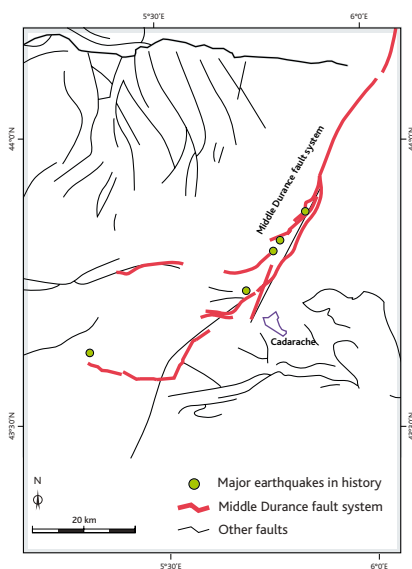 5°30'E
6°0'E
44°0'N
44°0'N
Middle Durance fault system
Cadarache
43°30'N
43°30'N
N
Major earthquakes in history
Middle Durance fault system
20 km
Other faults
5°30'E
6°0'E